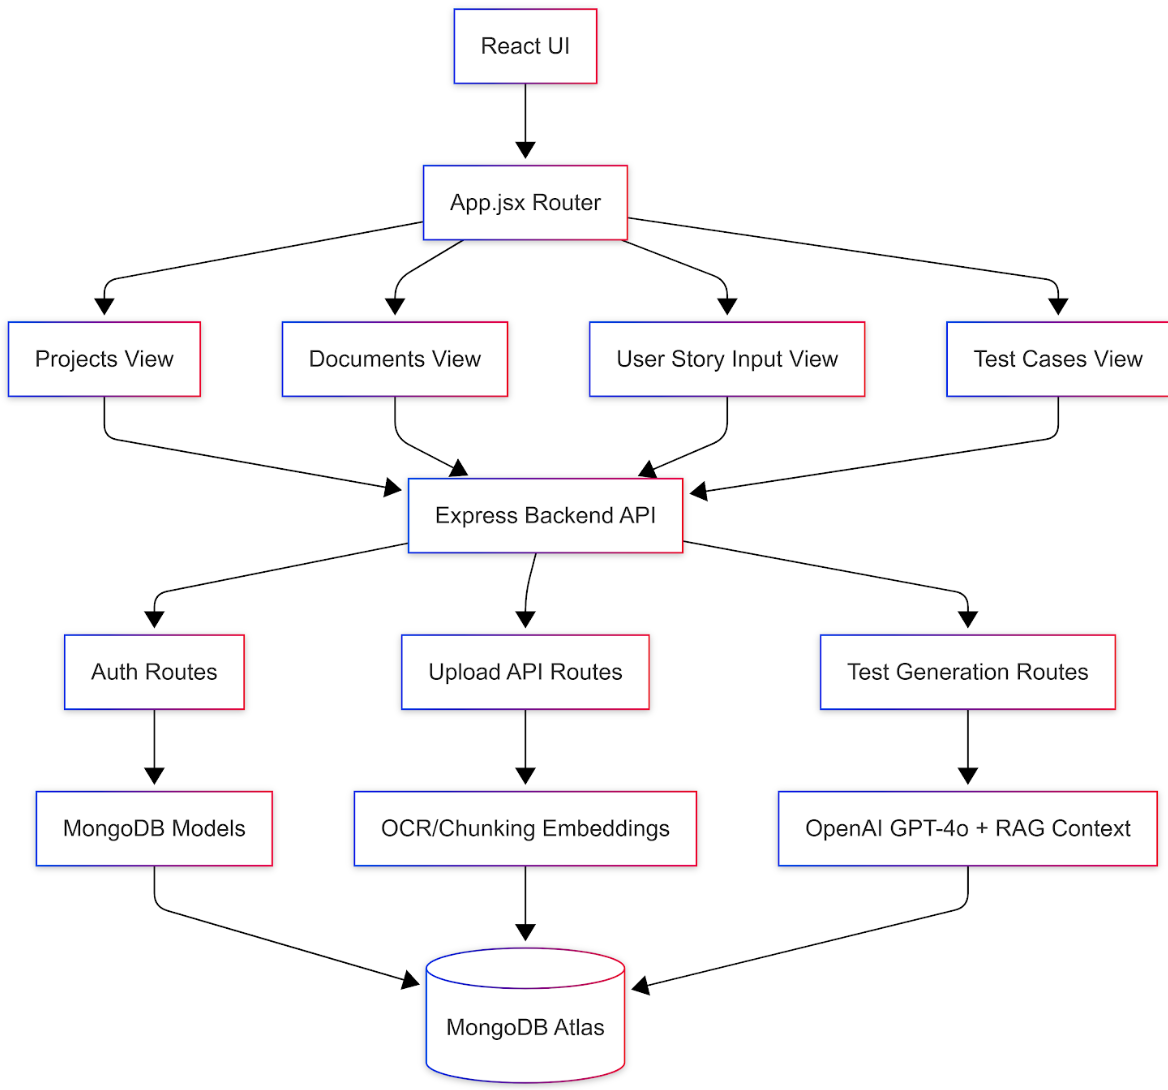 React UI
App.jsx Router
Projects View
Documents View
User Story Input View
Test Cases View
Express Backend API
Auth Routes
Upload API Routes
Test Generation Routes
MongoDB Models
OCR/Chunking Embeddings
OpenAI GPT-4o + RAG Context
MongoDB Atlas